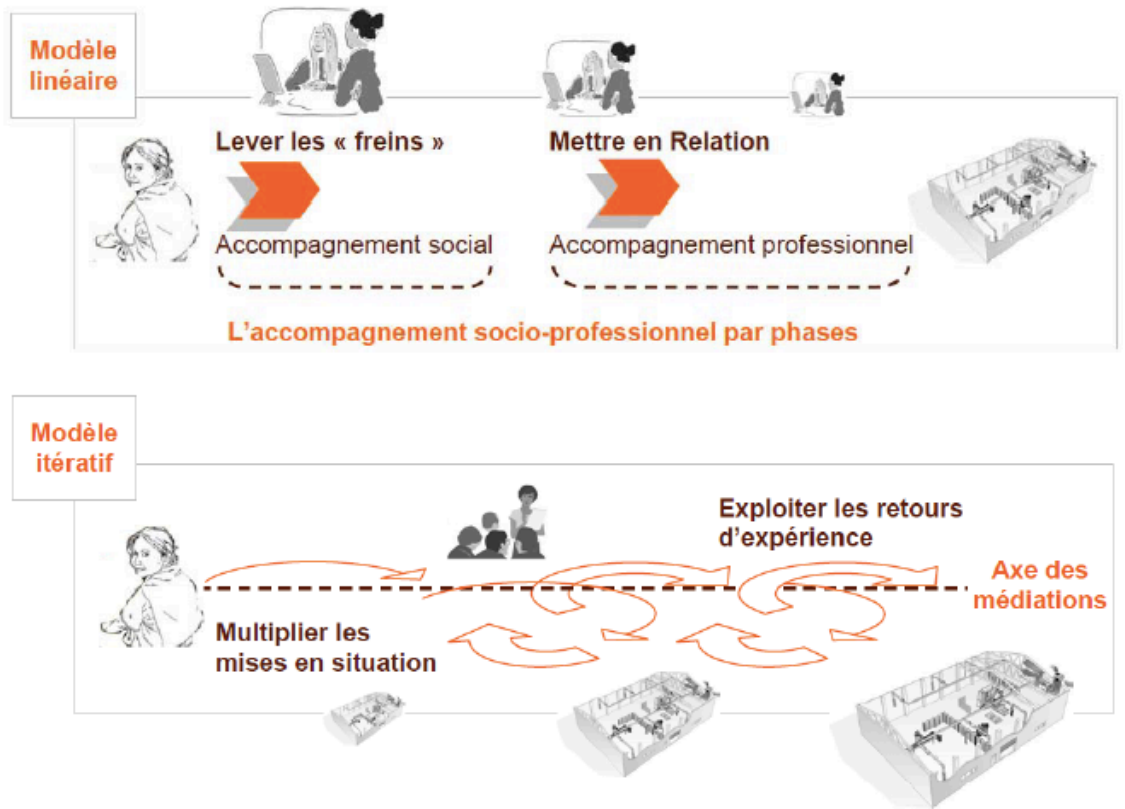 Modèle
linéaire
Lever les « freins »
Mettre en Relation
Accompagnement social
Accompagnement professionnel
L'accompagnement socio-professionnel par phases
Modèle
itératif
Exploiter les retours
d'expérience
Axe des
médiations
Multiplier les
mises en situation